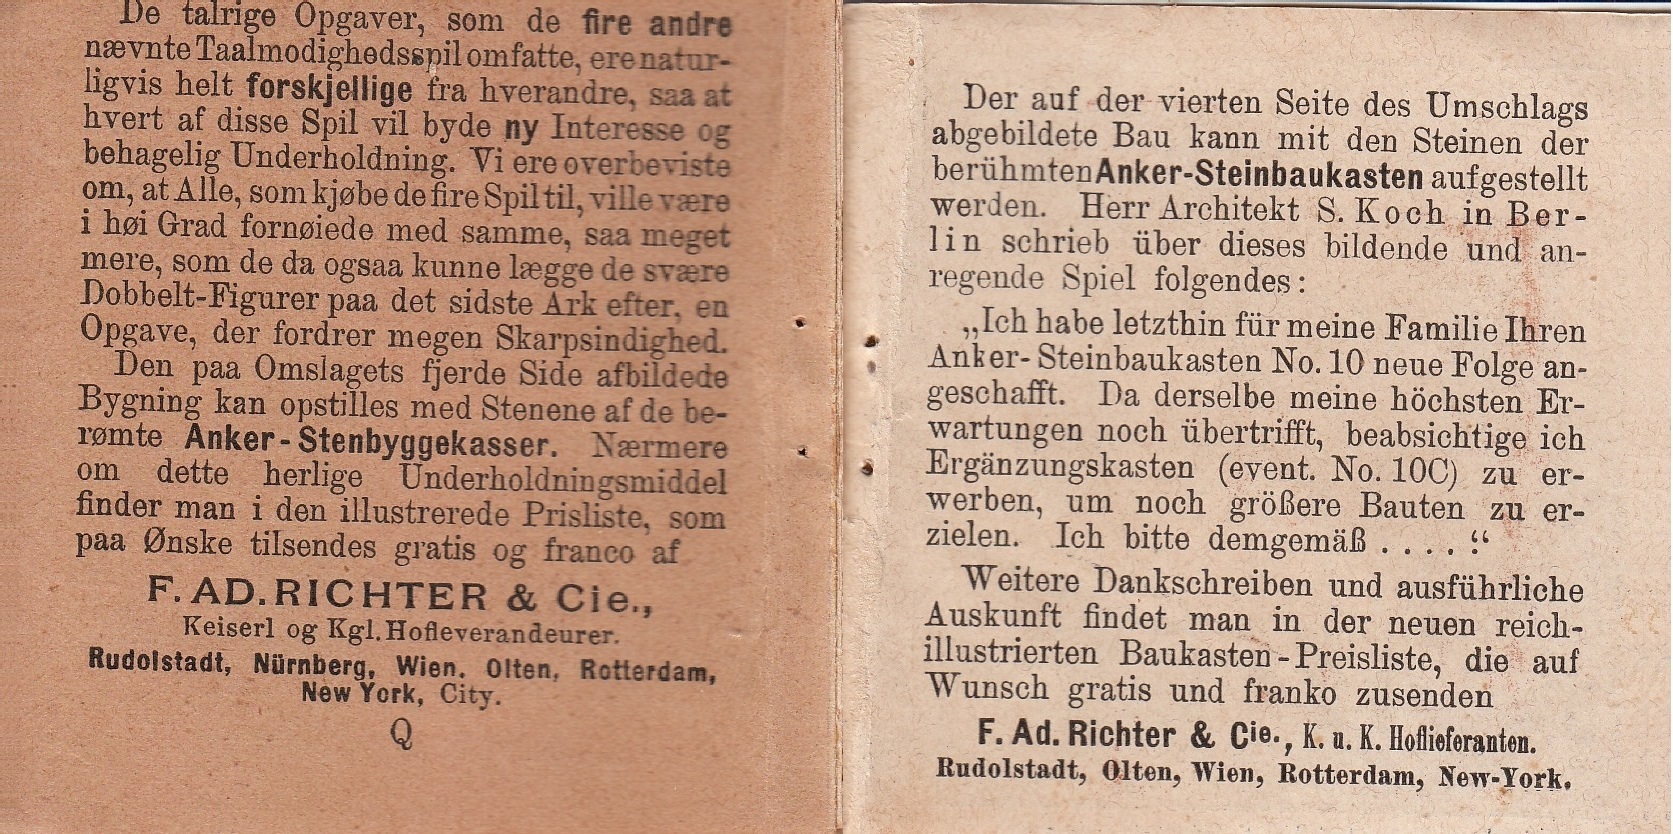 De talrige Opgaver, som de fire andre
nævnte Taalmodighedsspil omfatte, ere natur-
ligvis helt forskjellige fra hverandre, saa at
hvert af disse Spil vil byde ny Interesse og
behagelig Underholdning. Vi ere overbeviste
om, at Alle, som kjøbe de fire Spil til, ville være
i høi Grad fornøiede med samme, saa meget
mere, som de da ogsaa kunne lægge de svære
Dobbelt-Figurer paa det sidste Ark efter, en
Opgave, der fordrer megen Skarpsindighed.
Den paa Omslagets fjerde Side afbildede
Bygning kan opstilles med Stenene af de be-
rømte Anker-Stenbyggekasser. Nærmere
om dette herlige Underholdningsmiddel
finder man i den illustrerede Prisliste, som
paa Ønske tilsendes gratis og franco af
F. AD. RICHTER & Cie.,
Keiserl og Kgl. Hofleverandeurer.
Rudolstadt, Nürnberg, Wien. Olten, Rotterdam,
New York, City.
Q
Der auf der vierten Seite des Umschlags
abgebildete Bau kann mit den Steinen der
berühmten Anker-Steinbaukasten aufgestellt
werden. Herr Architekt S. Koch in Ber-
lin schrieb über dieses bildende und an-
regende Spiel folgendes:
„Ich habe letzthin für meine Familie Ihren
Anker-Steinbaukasten No. 10 neue Folge an-
geschafft. Da derselbe meine höchsten Er-
wartungen noch übertrifft, beabsichtige ich
Ergänzungskasten (event. No. 10C) zu er-
werben, um noch größere Bauten zu er-
zielen. Ich bitte demgemäß . . . . !“
Weitere Dankschreiben und ausführliche
Auskunft findet man in der neuen reich-
illustrierten Baukasten-Preisliste, die auf
Wunsch gratis und franko zusenden
F. Ad. Richter & Cie., K. u. K. Hoflieferanten.
Rudolstadt, Olten, Wien, Rotterdam, New-York.